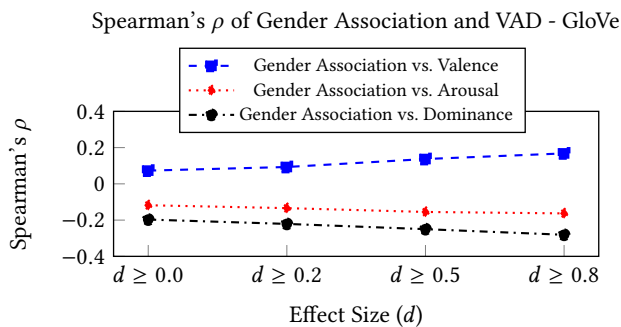 Spearman's ρ of Gender Association and VAD - GloVe
Gender Association vs. Valence
Gender Association vs. Arousal
Gender Association vs. Dominance
Spearman's ρ
0.4
0.2
0
−0.2
−0.4
d ≥ 0.0 d ≥ 0.2 d ≥ 0.5 d ≥ 0.8
Effect Size (d)